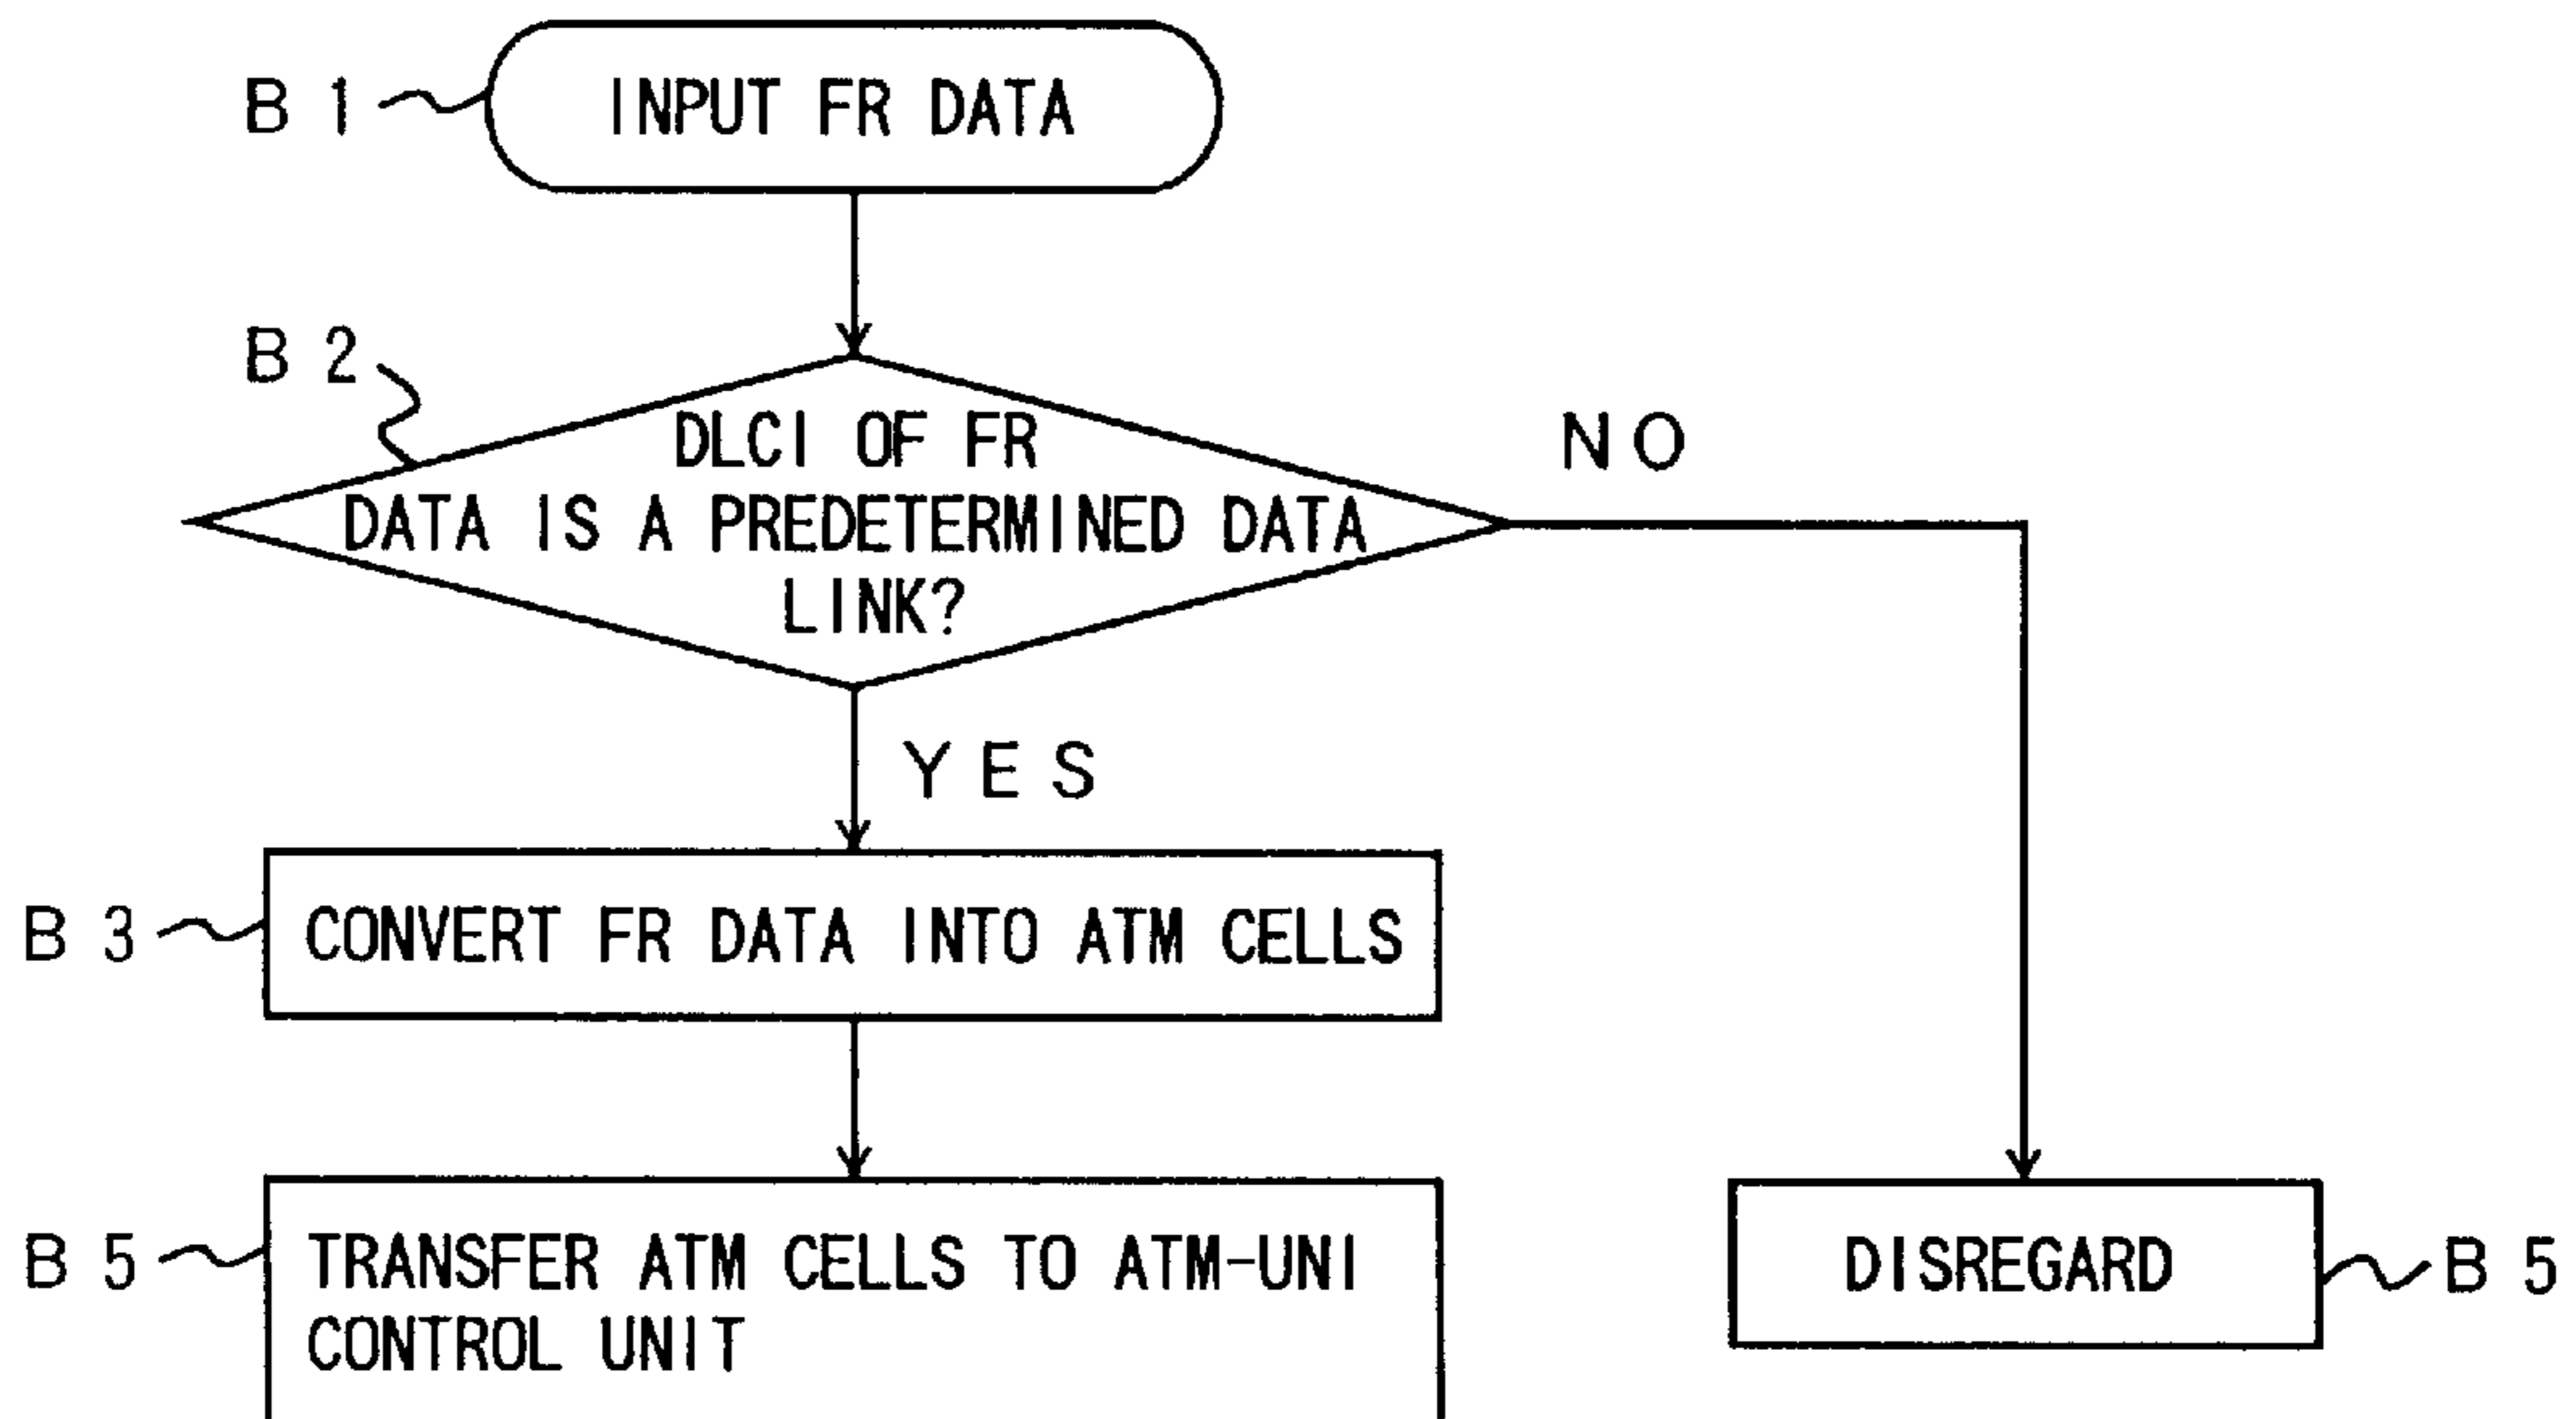 B 1
INPUT FR DATA
B 2
DLCI OF FR
DATA IS A PREDETERMINED DATA
LINK?
NO
YES
B 3
CONVERT FR DATA INTO ATM CELLS
B 5
TRANSFER ATM CELLS TO ATM-UNI
CONTROL UNIT
DISREGARD
B 5